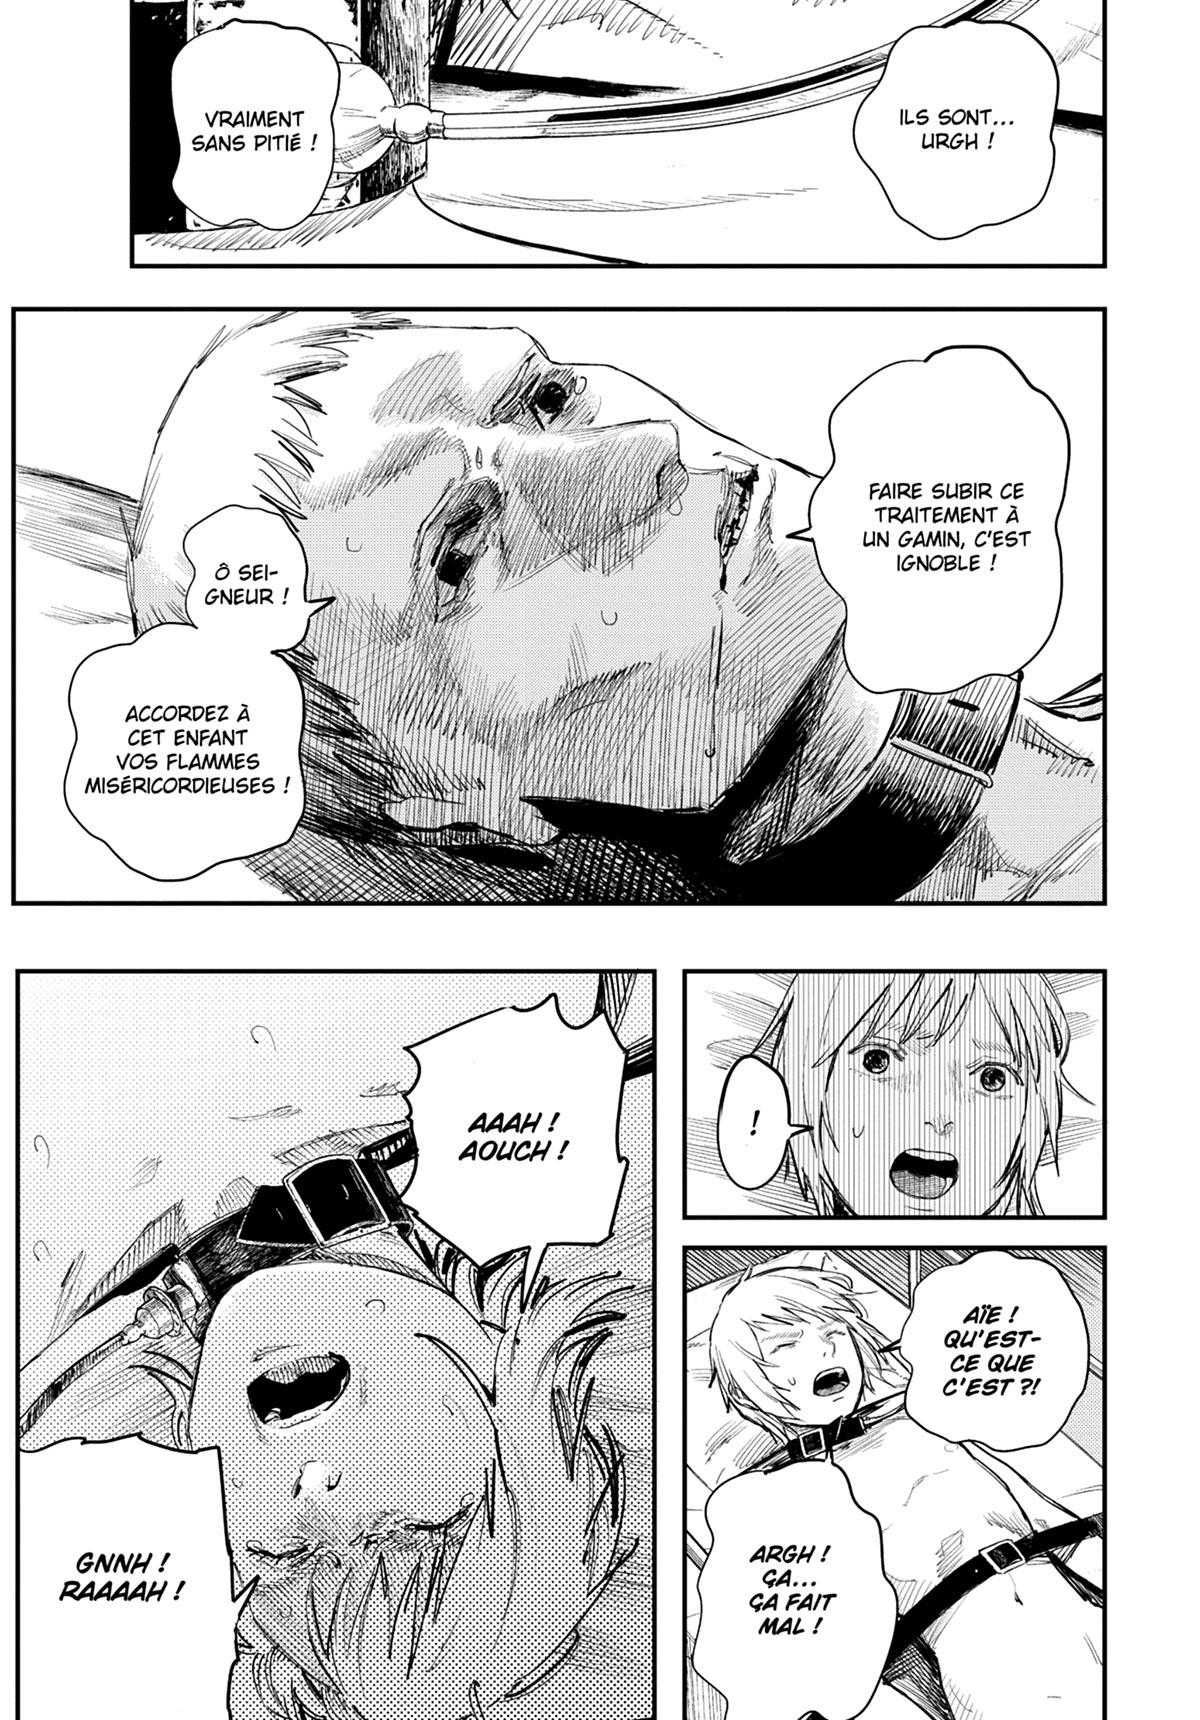 ILS SONT...
URGH !
VRAIMENT
SANS PITIÉ !
FAIRE SUBIR CE
TRAITEMENT À
UN GAMIN, C'EST
IGNOBLE !
Ô SEI-
GNEUR !
ACCORDEZ À
CET ENFANT
VOS FLAMMES
MISÉRICORDIEUSES !
!
AÏE !
QU'EST-
CE QUE
C'EST ?!
ARGH !
ÇA...
ÇA FAIT
MAL !
AAAH !
AOUCH !
GNNH !
RAAAAH !